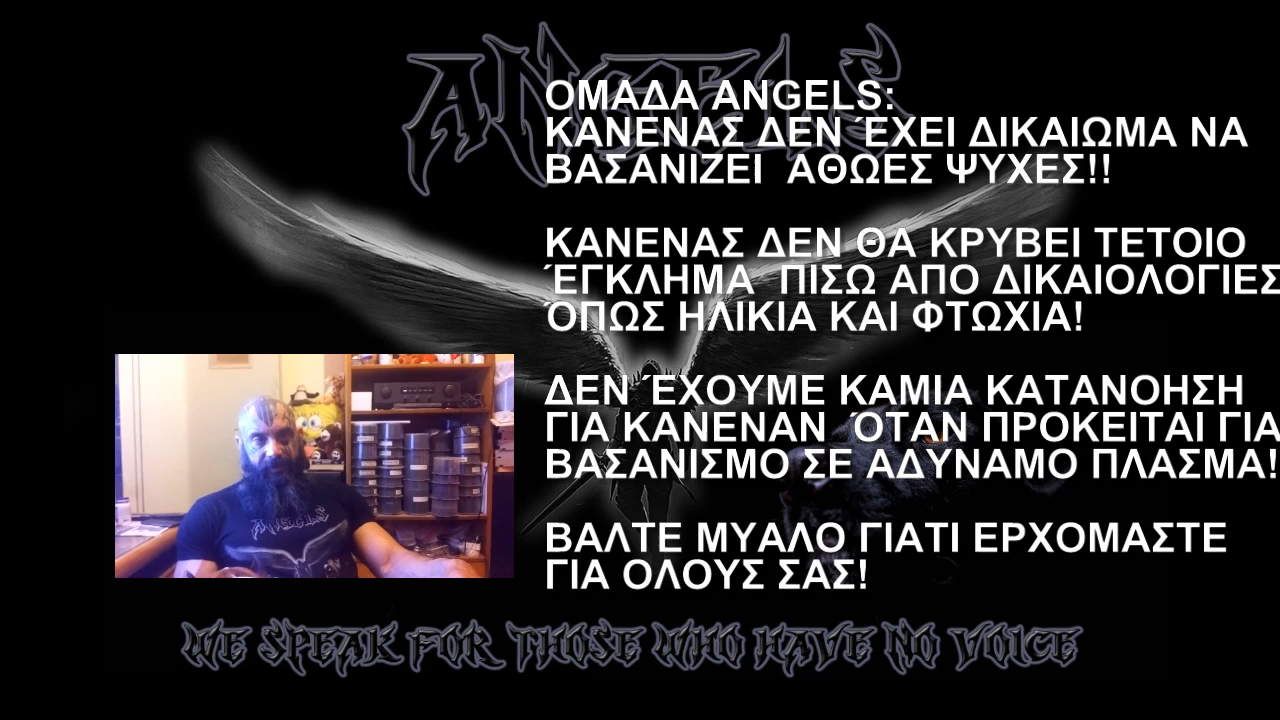 ANGELS
ΟΜΑΔΑ ANGELS:
ΚΑΝΕΝΑΣ ΔΕΝ ΈΧΕΙ ΔΙΚΑΙΩΜΑ ΝΑ
ΒΑΣΑΝΙΖΕΙ ΑΘΩΕΣ ΨΥΧΕΣ!!
ΚΑΝΕΝΑΣ ΔΕΝ ΘΑ ΚΡΥΒΕΙ ΤΕΤΟΙΟ
ΈΓΚΛΗΜΑ ΠΙΣΩ ΑΠΟ ΔΙΚΑΙΟΛΟΓΙΕΣ
ΌΠΩΣ ΗΛΙΚΙΑ ΚΑΙ ΦΤΩΧΙΑ!
ΔΕΝ ΈΧΟΥΜΕ ΚΑΜΙΑ ΚΑΤΑΝΟΗΣΗ
ΓΙΑ ΚΑΝΕΝΑΝ ΌΤΑΝ ΠΡΟΚΕΙΤΑΙ ΓΙΑ
ΒΑΣΑΝΙΣΜΟ ΣΕ ΑΔΥΝΑΜΟ ΠΛΑΣΜΑ!
ΒΑΛΤΕ ΜΥΑΛΟ ΓΙΑΤΙ ΕΡΧΟΜΑΣΤΕ
ΓΙΑ ΟΛΟΥΣ ΣΑΣ!
ANGELS
WE SPEAK FOR THOSE WHO HAVE NO VOICE